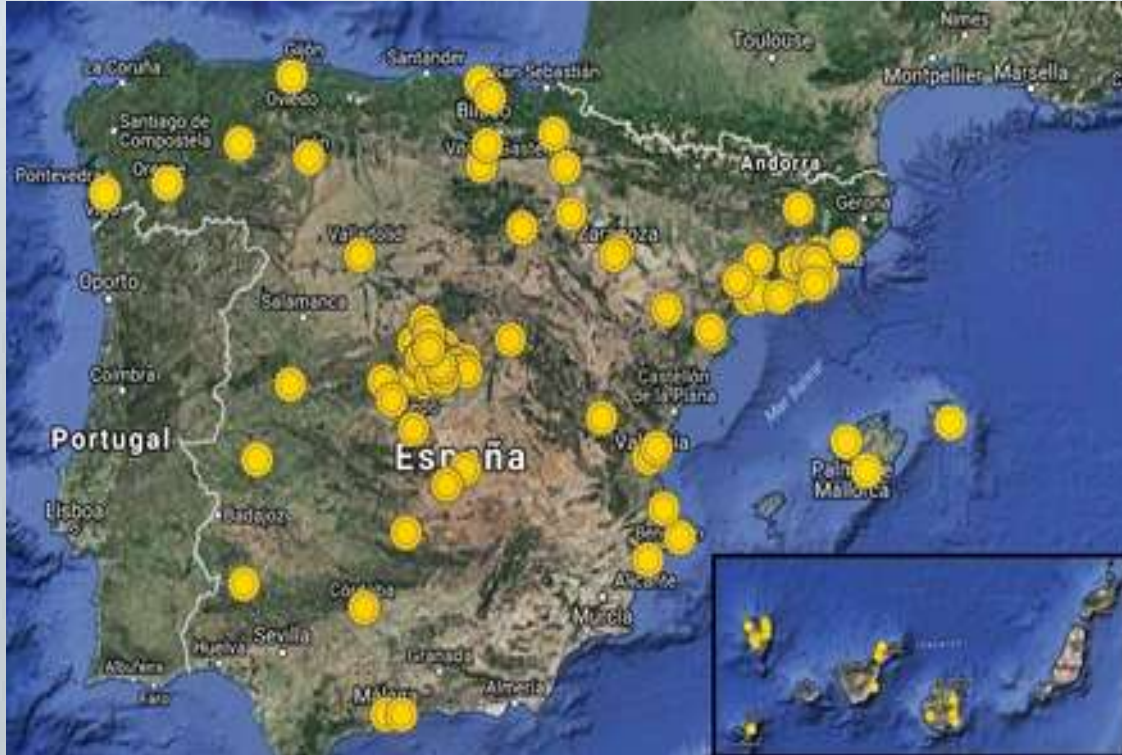 Nimes
Toulouse
Gijón
Santander
San Sebastián
La Coruña
Montpellier
Marsella
Oviedo
Santiago de
Compostela
Andorra
Pontevedra
Gerona
Valladolid
Zaragoza
Oporto
Salamanca
Coimbra
Castellón
de la Plana
Mar Balear
Portugal
España
Valencia
Palma de
Mallorca
Lisboa
Badajoz
Alicante
Córdoba
Murcia
Huelva
Sevilla
Granada
Albufeira
Faro
Málaga
Almería